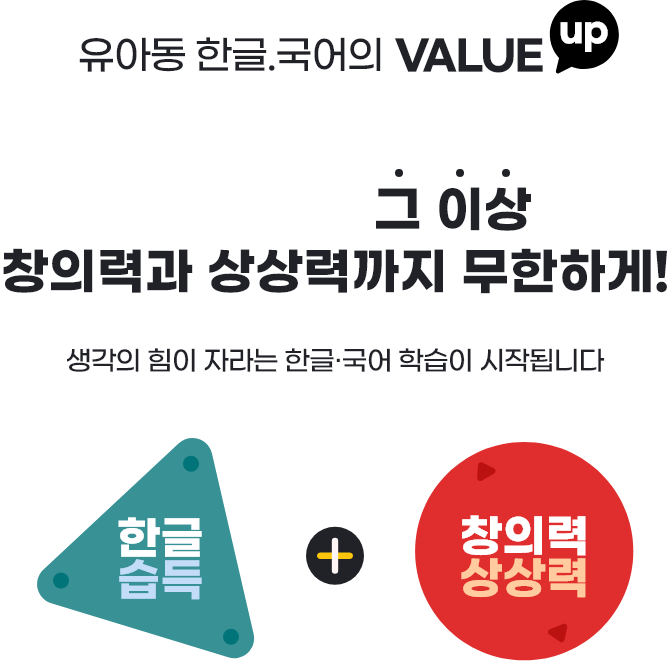 유아동 한글.국어의 VALUE up
그 이상
창의력과 상상력까지 무한하게!
생각의 힘이 자라는 한글·국어 학습이 시작됩니다
한글
습득
창의력
상상력